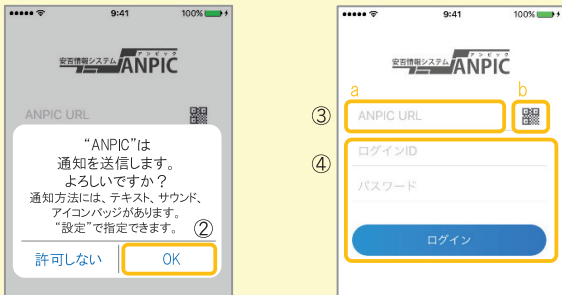 9:41
100%
安否情報システム ANPIC
アンピック
ANPIC URL
“ANPIC”は
通知を送信します。
よろしいですか？
通知方法には、テキスト、サウンド、
アイコンバッジがあります。
“設定”で指定できます。
②
許可しない
OK
9:41
100%
安否情報システム ANPIC
アンピック
a
b
③
ANPIC URL
④
ログインID
パスワード
ログイン